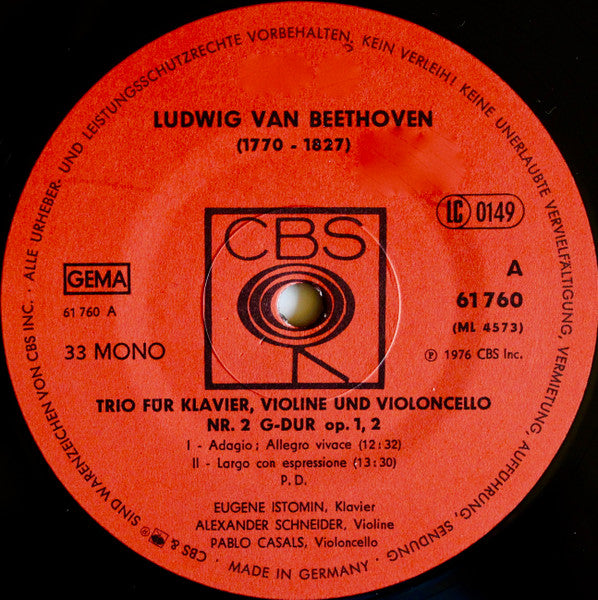 ALLE URHEBER- UND LEISTUNGSSCHUTZRECHTE VORBEHALTEN, KEIN VERLEIH! KEINE UNERLAUBTE VERVIELFÄLTIGUNG, VERMIETUNG, AUFFÜHRUNG, SENDUNG
LUDWIG VAN BEETHOVEN
(1770 - 1827)
LC 0149
CBS
GEMA
61 760 A
33 MONO
A
61 760
(ML 4573)
℗ 1976 CBS Inc.
TRIO FÜR KLAVIER, VIOLINE UND VIOLONCELLO
NR. 2 G-DUR op. 1, 2
I - Adagio; Allegro vivace (12:32)
II - Largo con espressione (13:30)
P. D.
EUGENE ISTOMIN, Klavier
ALEXANDER SCHNEIDER, Violine
PABLO CASALS, Violoncello
CBS & SIND WARENZEICHEN VON CBS INC. ·
· MADE IN GERMANY ·